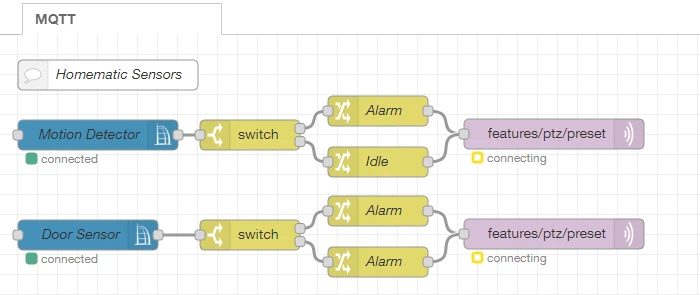 MQTT
Homematic Sensors
Alarm
Motion Detector switch features/ptz/preset
connected Idle connecting
Alarm
Door Sensor switch features/ptz/preset
connected Alarm connecting